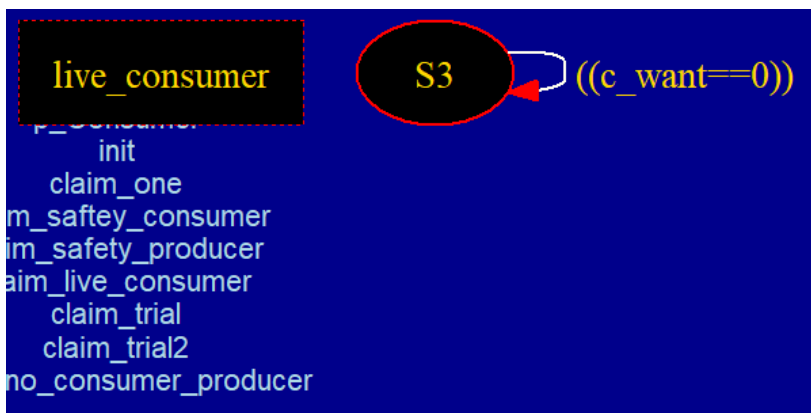 live_consumer
S3
((c_want==0))
init
claim_one
m_saftey_consumer
im_safety_producer
aim_live_consumer
claim_trial
claim_trial2
no_consumer_producer